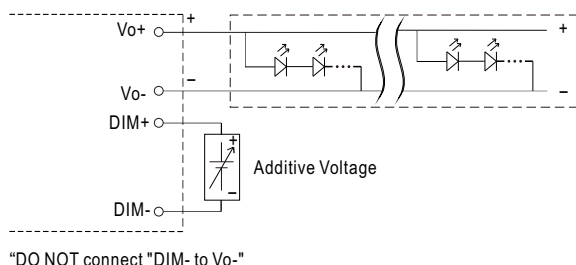 Vo+
+
+
–
Vo-
–
DIM+
+
Additive Voltage
–
DIM-
“DO NOT connect "DIM- to Vo-"